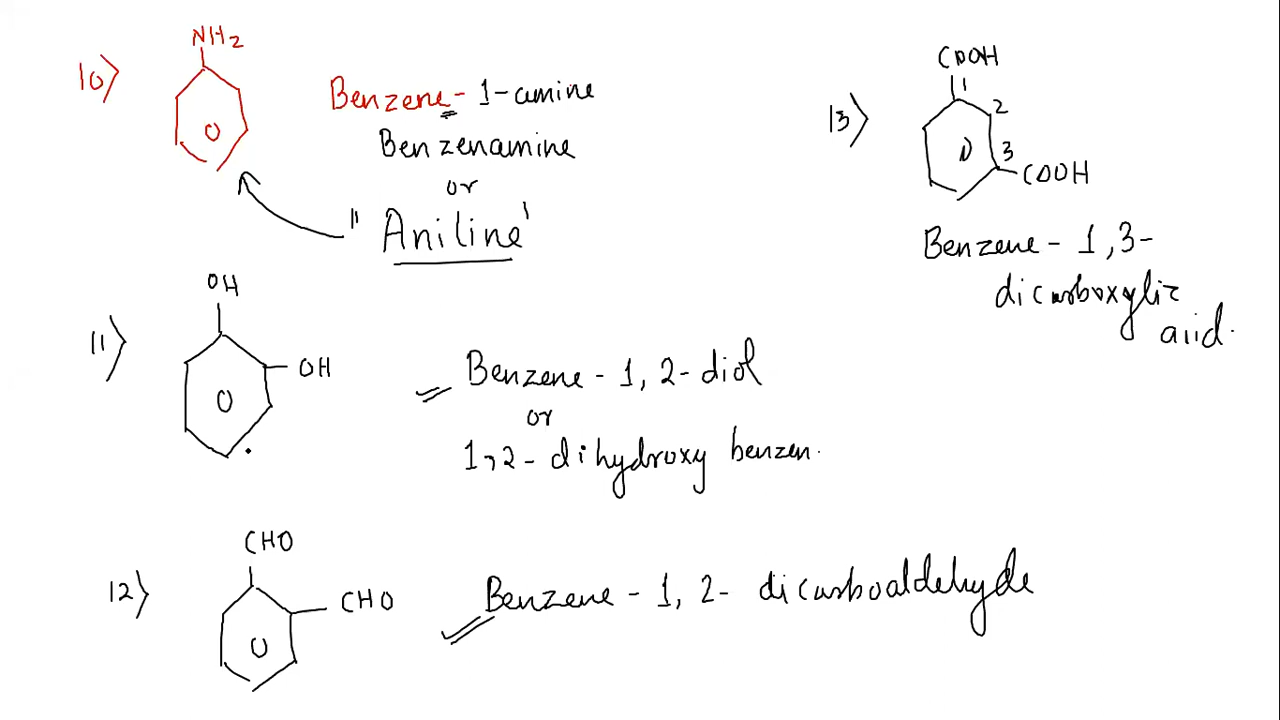 10)
NH2
Benzene - 1-amine
Benzenamine
or
"Aniline'
11)
OH
OH
Benzene - 1, 2- diol
or
1,2- dihydroxy benzen.
12)
CHO
CHO
Benzene - 1, 2- dicarboaldehyde
13)
COOH
1
2
3
COOH
Benzene - 1,3-
dicarboxylic
acid.